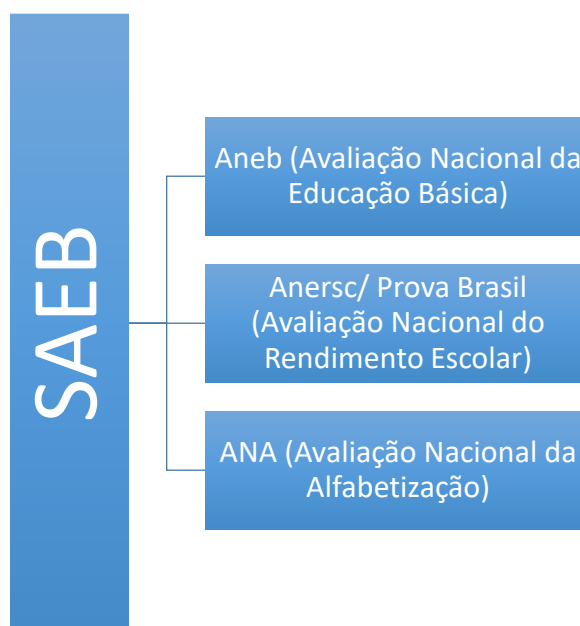 SAEB
Aneb (Avaliação Nacional da
Educação Básica)
Anersc/ Prova Brasil
(Avaliação Nacional do
Rendimento Escolar)
ANA (Avaliação Nacional da
Alfabetização)